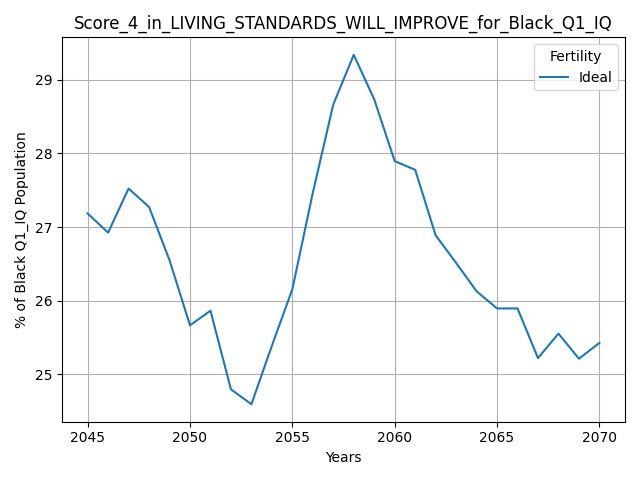 Score_4_in_LIVING_STANDARDS_WILL_IMPROVE_for_Black_Q1_IQ
Fertility
Ideal
% of Black Q1_IQ Population
29
28
27
26
25
2045 2050 2055 2060 2065 2070
Years